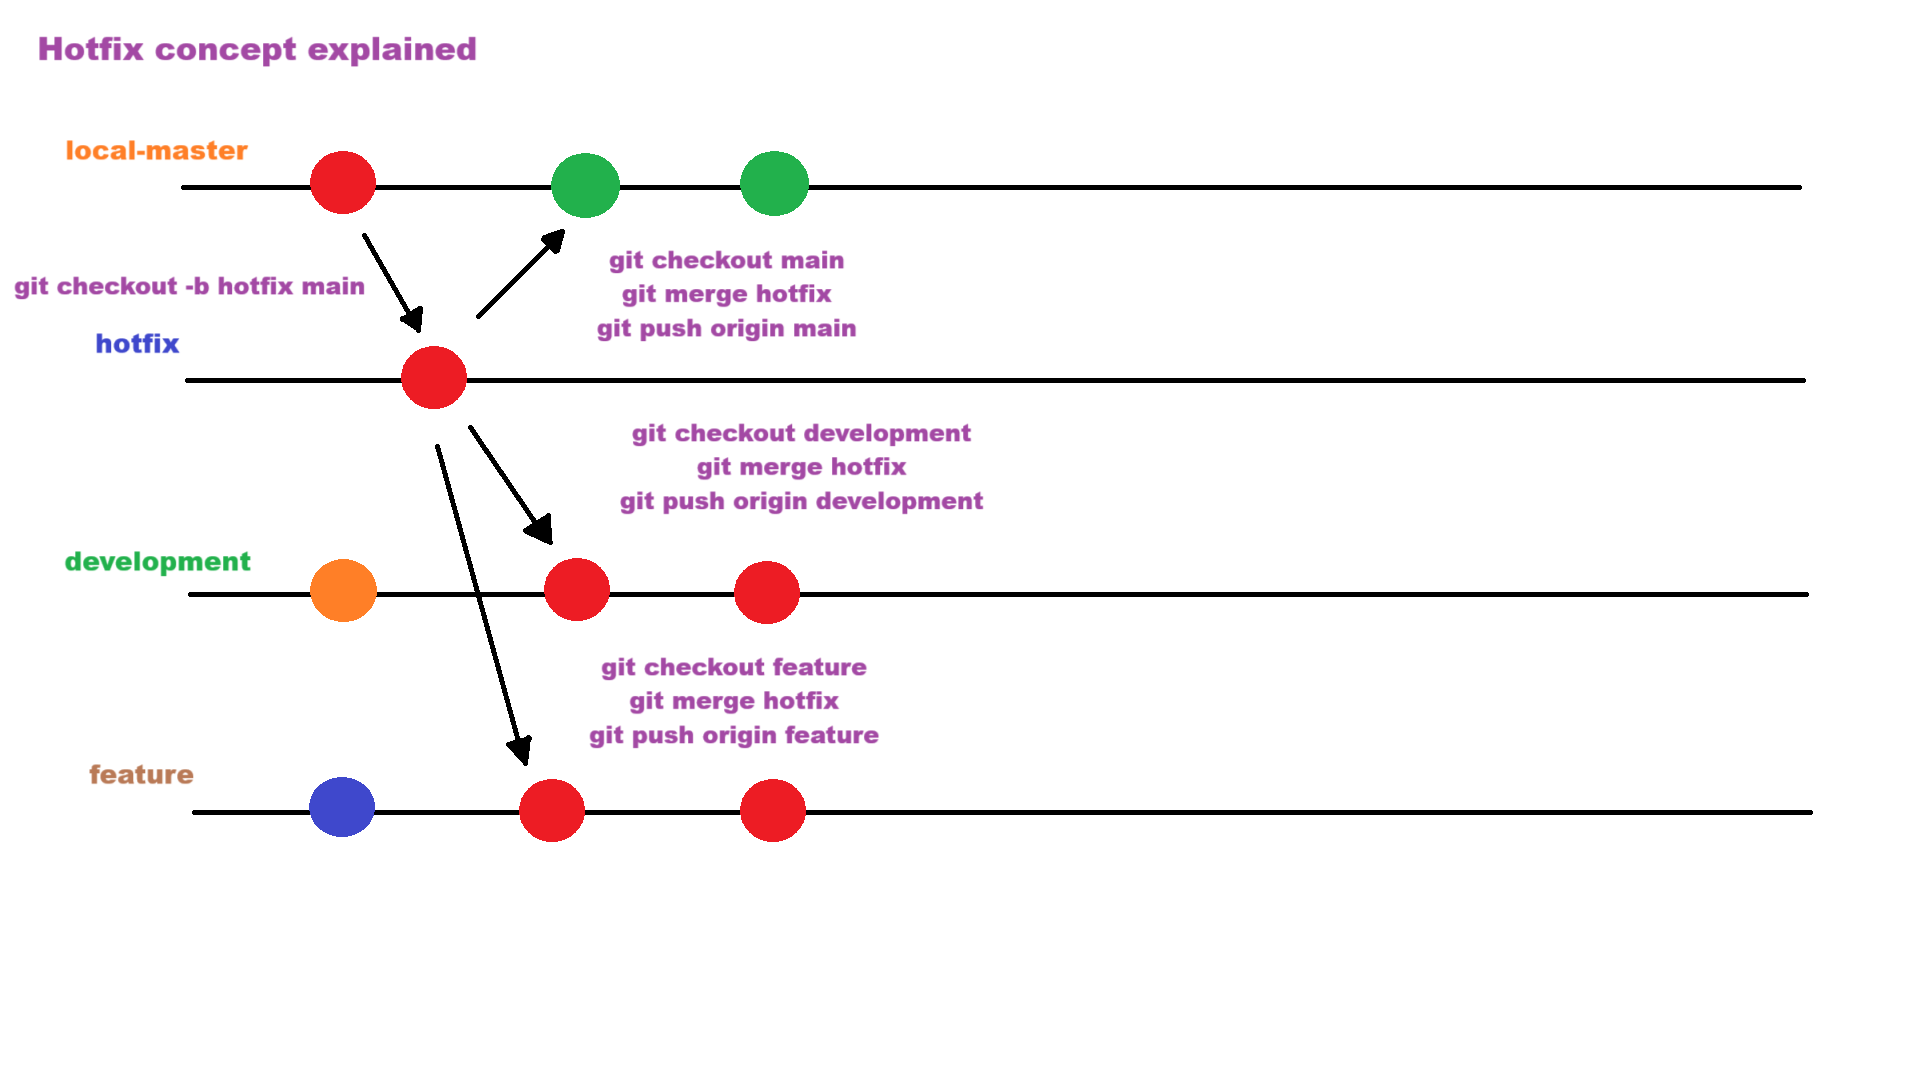 Hotfix concept explained
local-master
git checkout -b hotfix main
git checkout main
git merge hotfix
git push origin main
hotfix
git checkout development
git merge hotfix
git push origin development
development
git checkout feature
git merge hotfix
git push origin feature
feature